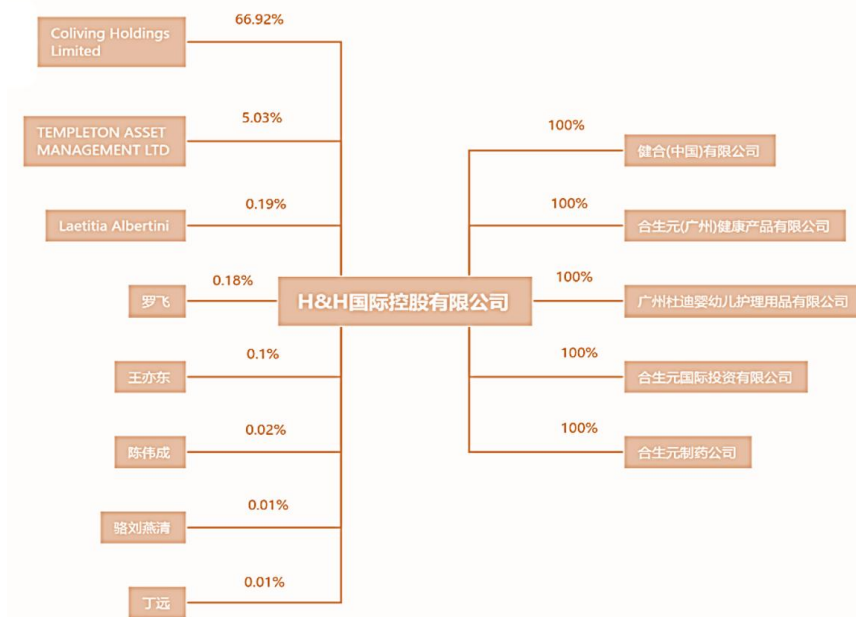 66.92%
Coliving Holdings
Limited
5.03%
TEMPLETON ASSET
MANAGEMENT LTD
0.19%
Laetitia Albertini
0.18%
罗飞
0.1%
王亦东
0.02%
陈伟成
0.01%
骆刘燕清
0.01%
丁远
H&H国际控股有限公司
100%
健合(中国)有限公司
100%
合生元(广州)健康产品有限公司
100%
广州杜迪婴幼儿护理用品有限公司
100%
合生元国际投资有限公司
100%
合生元制药公司